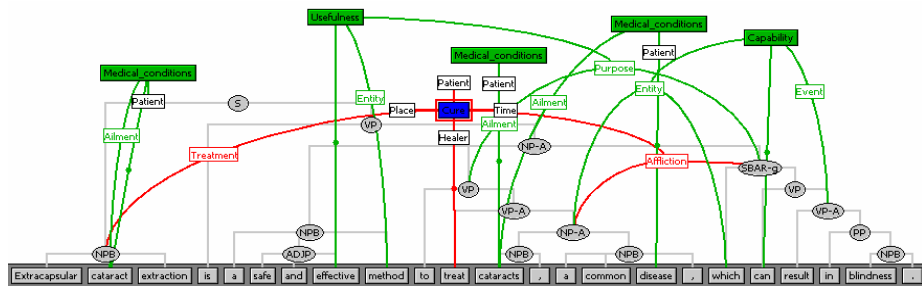 Usefulness
Medical_conditions
Capability
Medical_conditions
Patient
Medical_conditions
Purpose
Patient
Patient
Patient
Entity
Entity
Event
S
Place
Cure
Time
Ailment
Ailment
VP
Ailment
Healer
NP-A
Treatment
Affliction
SBAR-g
VP
VP
VP-A
VP-A
NPB
NP-A
PP
NPB
ADJP
NPB
NPB
NPB
Extracapsular cataract extraction is a safe and effective method to treat cataracts , a common disease , which can result in blindness .